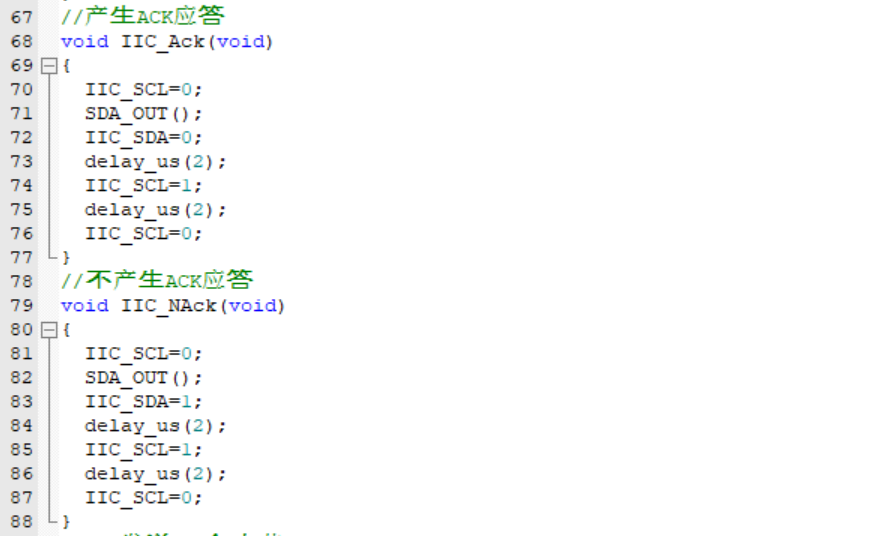 67 //产生ACK应答
68 void IIC_Ack(void)
69 {
70 IIC_SCL=0;
71 SDA_OUT();
72 IIC_SDA=0;
73 delay_us(2);
74 IIC_SCL=1;
75 delay_us(2);
76 IIC_SCL=0;
77 }
78 //不产生ACK应答
79 void IIC_NAck(void)
80 {
81 IIC_SCL=0;
82 SDA_OUT();
83 IIC_SDA=1;
84 delay_us(2);
85 IIC_SCL=1;
86 delay_us(2);
87 IIC_SCL=0;
88 }